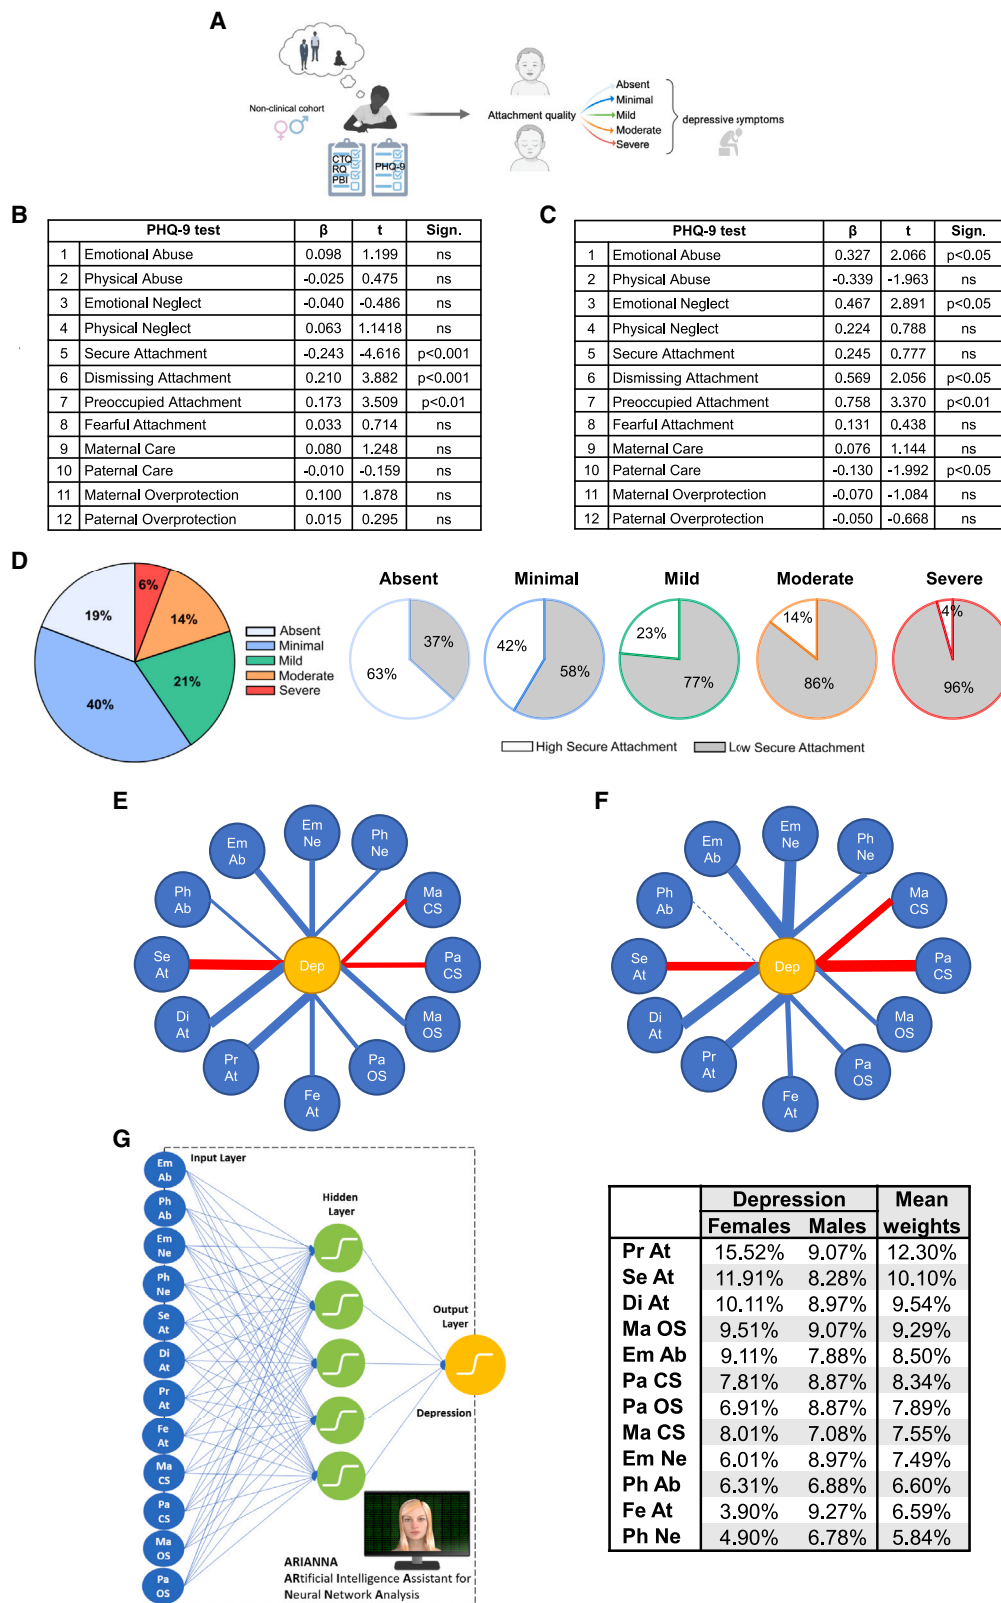 A
Non-clinical cohort
CTQ
RQ
PBI
PHQ-9
Attachment quality
Absent
Minimal
Mild
Moderate
Severe
depressive symptoms
B
PHQ-9 test β t Sign.
1 Emotional Abuse 0.098 1.199 ns
2 Physical Abuse -0.025 0.475 ns
3 Emotional Neglect -0.040 -0.486 ns
4 Physical Neglect 0.063 1.1418 ns
5 Secure Attachment -0.243 -4.616 p<0.001
6 Dismissing Attachment 0.210 3.882 p<0.001
7 Preoccupied Attachment 0.173 3.509 p<0.01
8 Fearful Attachment 0.033 0.714 ns
9 Maternal Care 0.080 1.248 ns
10 Paternal Care -0.010 -0.159 ns
11 Maternal Overprotection 0.100 1.878 ns
12 Paternal Overprotection 0.015 0.295 ns
C
PHQ-9 test β t Sign.
1 Emotional Abuse 0.327 2.066 p<0.05
2 Physical Abuse -0.339 -1.963 ns
3 Emotional Neglect 0.467 2.891 p<0.05
4 Physical Neglect 0.224 0.788 ns
5 Secure Attachment 0.245 0.777 ns
6 Dismissing Attachment 0.569 2.056 p<0.05
7 Preoccupied Attachment 0.758 3.370 p<0.01
8 Fearful Attachment 0.131 0.438 ns
9 Maternal Care 0.076 1.144 ns
10 Paternal Care -0.130 -1.992 p<0.05
11 Maternal Overprotection -0.070 -1.084 ns
12 Paternal Overprotection -0.050 -0.668 ns
D
6%
14%
21%
40%
19%
Absent
Minimal
Mild
Moderate
Severe
Absent
37%
63%
Minimal
42%
58%
Mild
23%
77%
Moderate
14%
86%
Severe
4%
96%
High Secure Attachment
Low Secure Attachment
E
Em
Ne
Em
Ab
Ph
Ne
Ph
Ab
Ma
CS
Se
At
Dep
Pa
CS
Di
At
Ma
OS
Pr
At
Pa
OS
Fe
At
F
Em
Ne
Em
Ab
Ph
Ne
Ph
Ab
Ma
CS
Se
At
Dep
Pa
CS
Di
At
Ma
OS
Pr
At
Pa
OS
Fe
At
G
Input Layer
Em
Ab
Ph
Ab
Em
Ne
Ph
Ne
Se
At
Di
At
Pr
At
Fe
At
Ma
CS
Pa
CS
Ma
OS
Pa
OS
Hidden
Layer
Output
Layer
Depression
ARIANNA
ARtificial Intelligence Assistant for
Neural Network Analysis
Depression Mean
Females Males weights
Pr At 15.52% 9.07% 12.30%
Se At 11.91% 8.28% 10.10%
Di At 10.11% 8.97% 9.54%
Ma OS 9.51% 9.07% 9.29%
Em Ab 9.11% 7.88% 8.50%
Pa CS 7.81% 8.87% 8.34%
Pa OS 6.91% 8.87% 7.89%
Ma CS 8.01% 7.08% 7.55%
Em Ne 6.01% 8.97% 7.49%
Ph Ab 6.31% 6.88% 6.60%
Fe At 3.90% 9.27% 6.59%
Ph Ne 4.90% 6.78% 5.84%